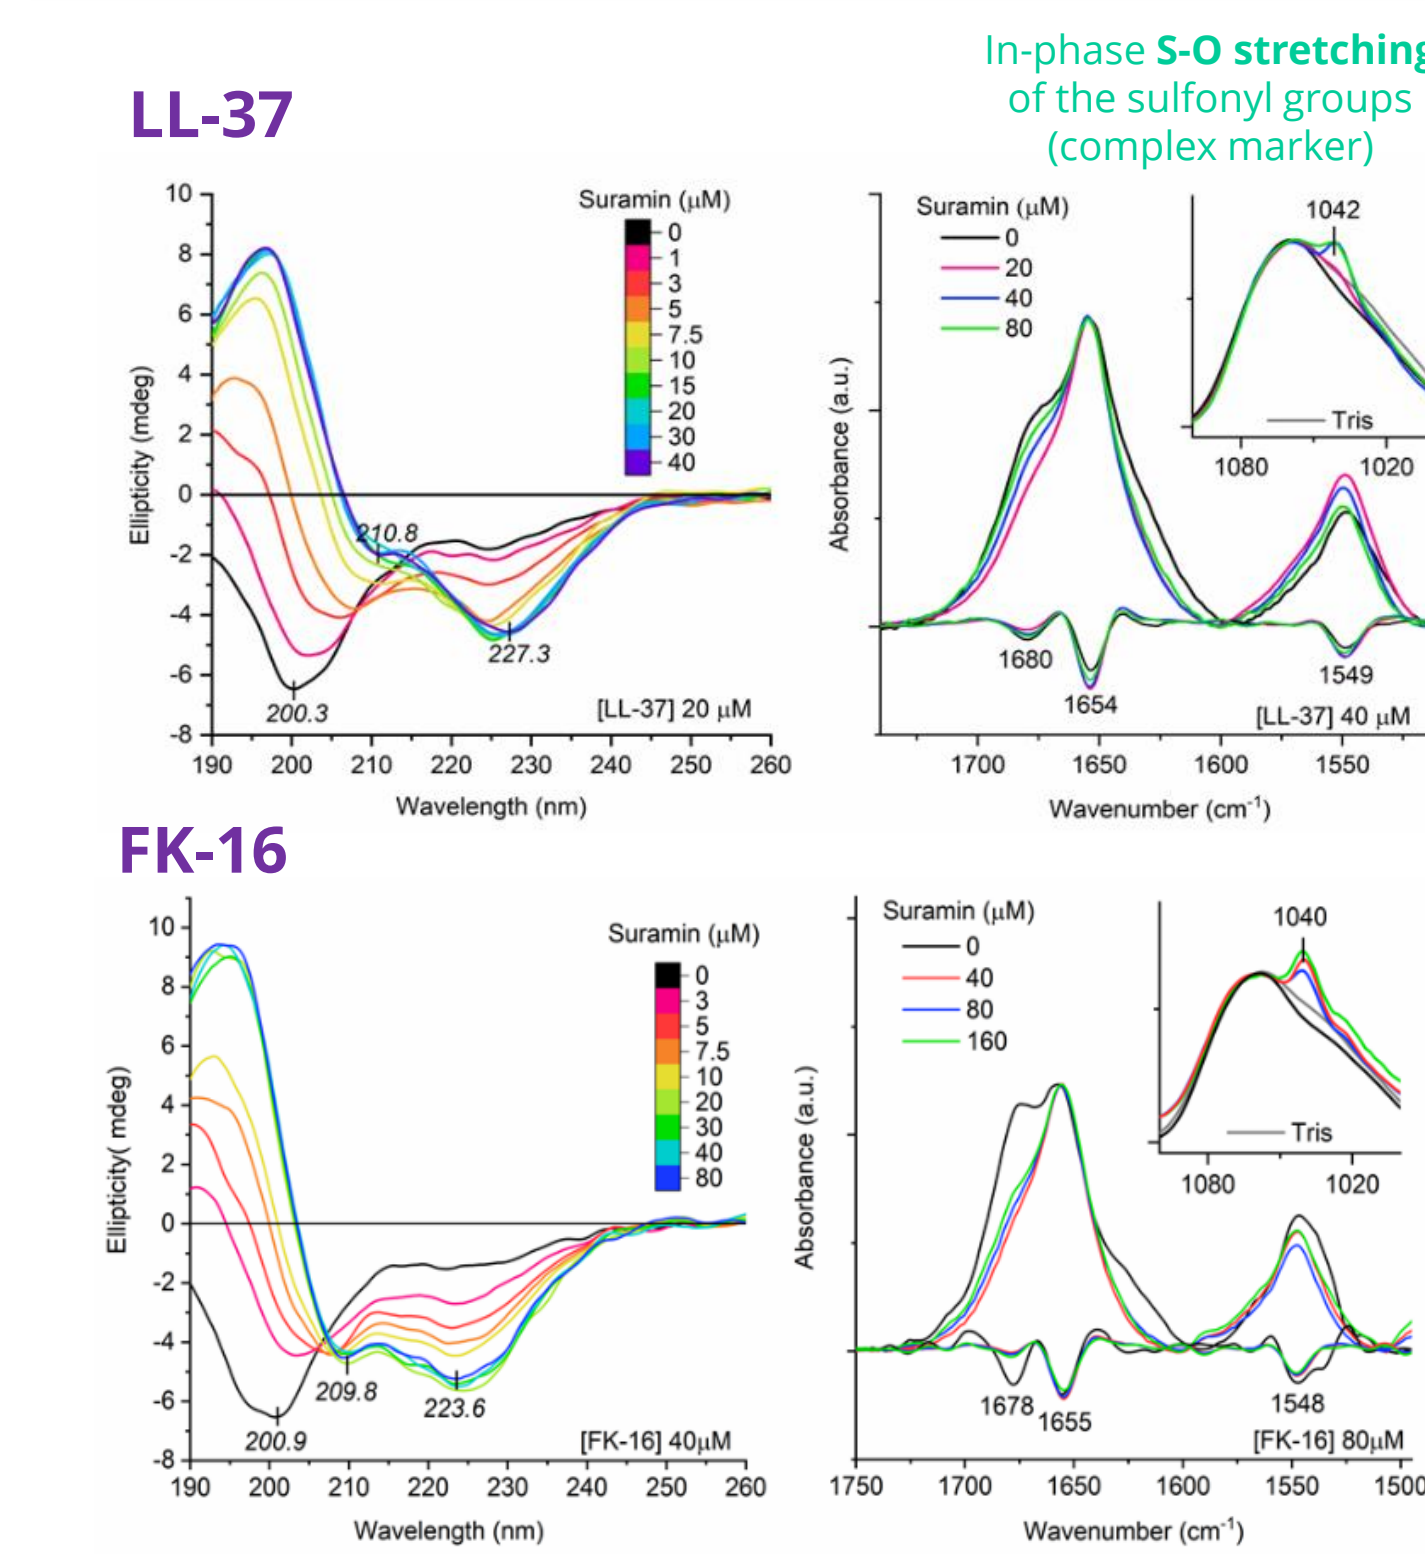 In-phase S-O stretching
of the sulfonyl groups
(complex marker)
LL-37
10
8
6
4
2
0
-2
-4
-6
-8
Ellipticity (mdeg)
Suramin (μM)
0
1
3
5
7.5
10
15
20
30
40
210.8
227.3
200.3
[LL-37] 20 μM
190 200 210 220 230 240 250 260
Wavelength (nm)
Absorbance (a.u.)
Suramin (μM)
0
20
40
80
1042
Tris
1080 1020
1680
1654
1549
[LL-37] 40 μM
1700 1650 1600 1550
Wavenumber (cm-1)
FK-16
10
8
6
4
2
0
-2
-4
-6
-8
Ellipticity( mdeg)
Suramin (μM)
0
3
5
7.5
10
20
30
40
80
209.8
223.6
200.9
[FK-16] 40μM
190 200 210 220 230 240 250 260
Wavelength (nm)
Absorbance (a.u.)
Suramin (μM)
0
40
80
160
1040
Tris
1080 1020
1678
1655
1548
[FK-16] 80μM
1750 1700 1650 1600 1550 1500
Wavenumber (cm-1)